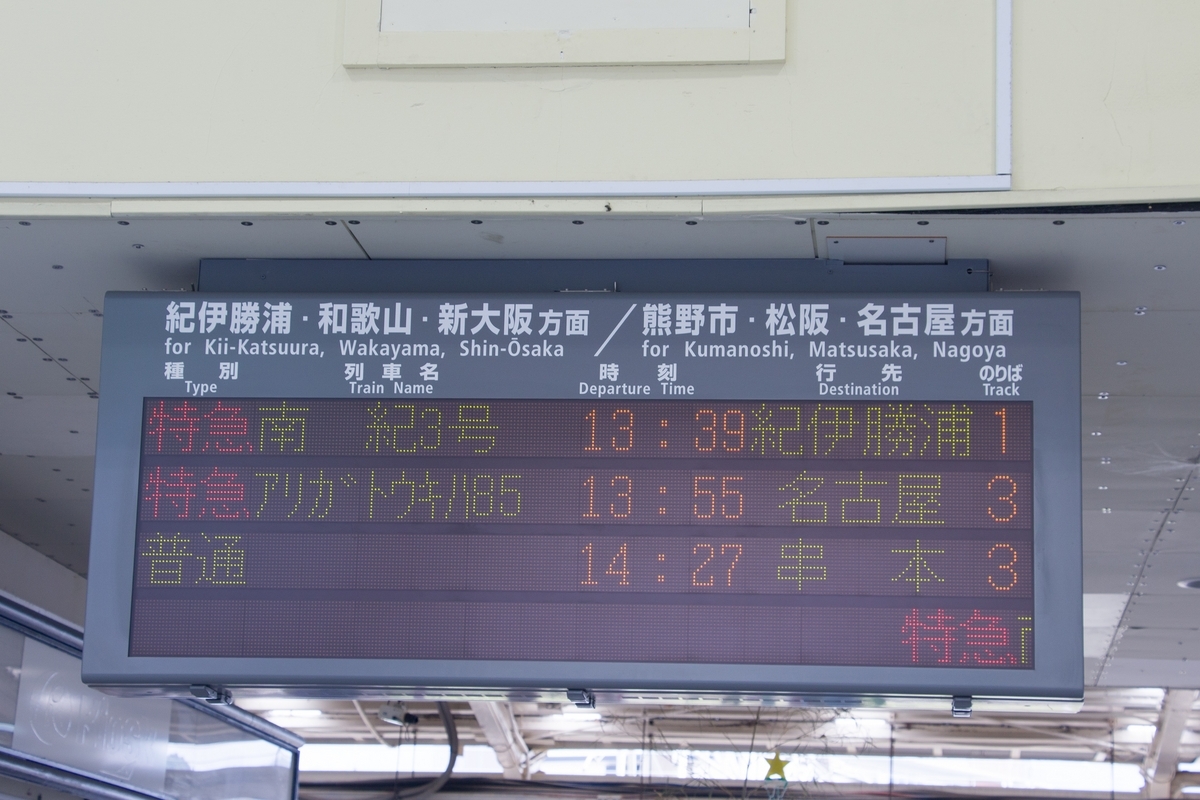 紀伊勝浦・和歌山・新大阪方面／熊野市・松阪・名古屋方面
for Kii-Katsuura, Wakayama, Shin-Ōsaka / for Kumanoshi, Matsusaka, Nagoya
種別 列車名 時刻 行先 のりば
Type Train Name Departure Time Destination Track
特急 南 紀3号 13:39 紀伊勝浦 1
特急 アリガトウキハ85 13:55 名古屋 3
普通 14:27 串本 3
特急